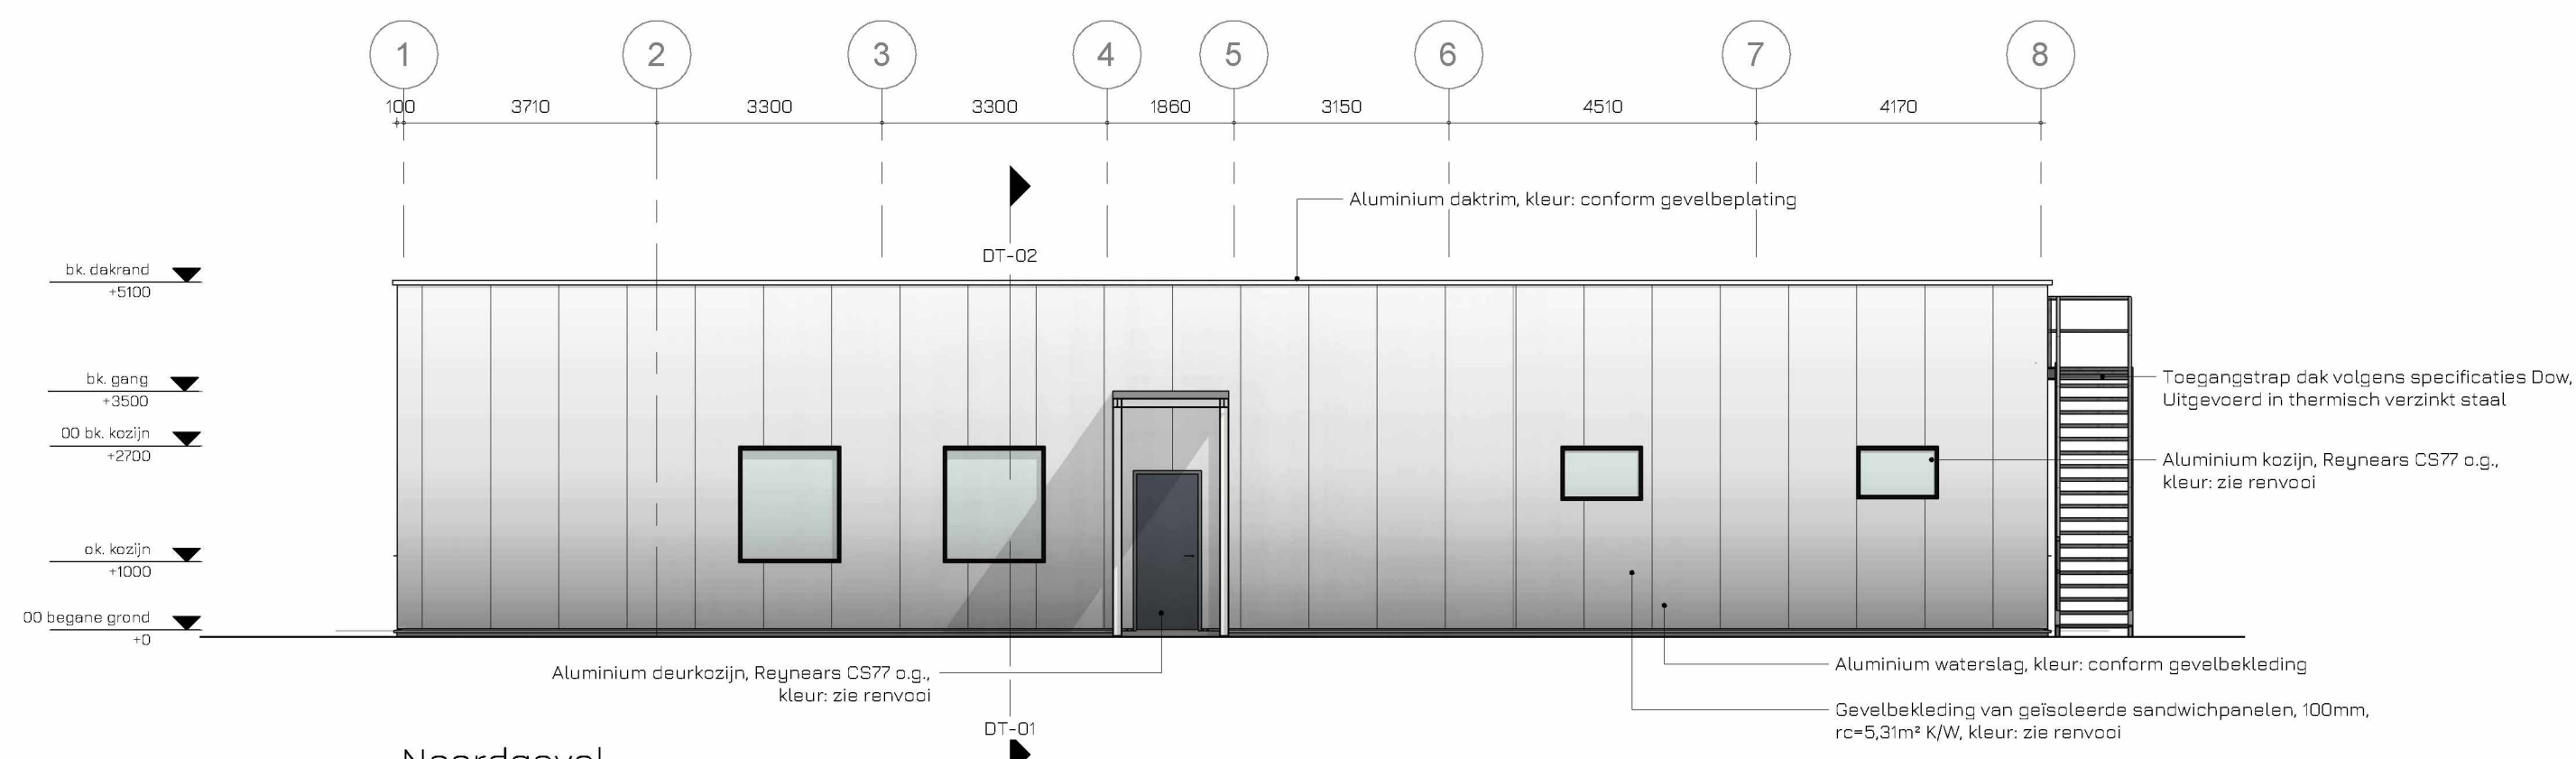 1 2 3 4 5 6 7 8
100 3710 3300 3300 1860 3150 4510 4170
Aluminium daktrim, kleur: conform gevelbeplating
DT-02
bk. dakrand
+5100
bk. gang
+3500
Toegangstrap dak volgens specificaties Dow,
Uitgevoerd in thermisch verzinkt staal
00 bk. kozijn
+2700
Aluminium kozijn, Reynears CS77 o.g.,
kleur: zie renvooi
ok. kozijn
+1000
00 begane grond
+0
Aluminium deurkozijn, Reynears CS77 o.g.,
kleur: zie renvooi
Aluminium waterslag, kleur: conform gevelbekleding
Gevelbekleding van geïsoleerde sandwichpanelen, 100mm,
rc=5,31m² K/W, kleur: zie renvooi
DT-01
Noordgevel